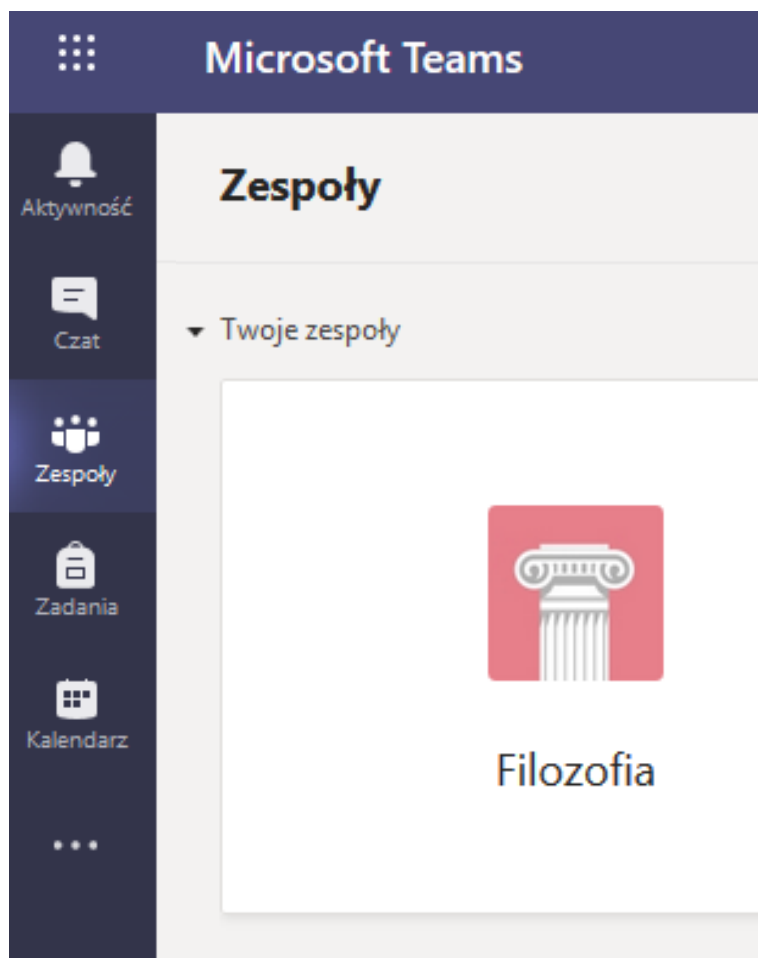 Microsoft Teams
Aktywność
Czat
Zespoły
Zadania
Kalendarz
Zespoły
Twoje zespoły
Filozofia